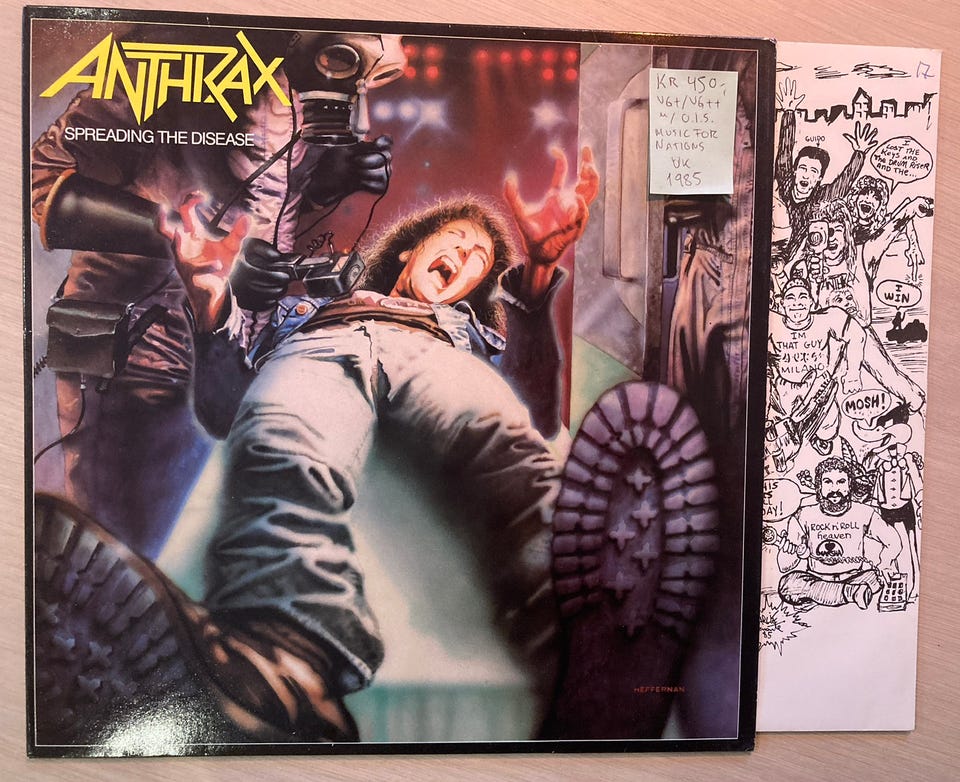 ANTHRAX
SPREADING THE DISEASE
KR 450,-
VG+/VG++
w/ O.I.S.
MUSIC FOR
NATIONS
UK
1985
HEFFERNAN
17
GUIDO
I
LOST THE
KEYS AND
THE DRUM RISER
AND THE...
I
WIN
I'M
THAT GUY
MILANO
MOSH!
ROCK n' ROLL
heaven